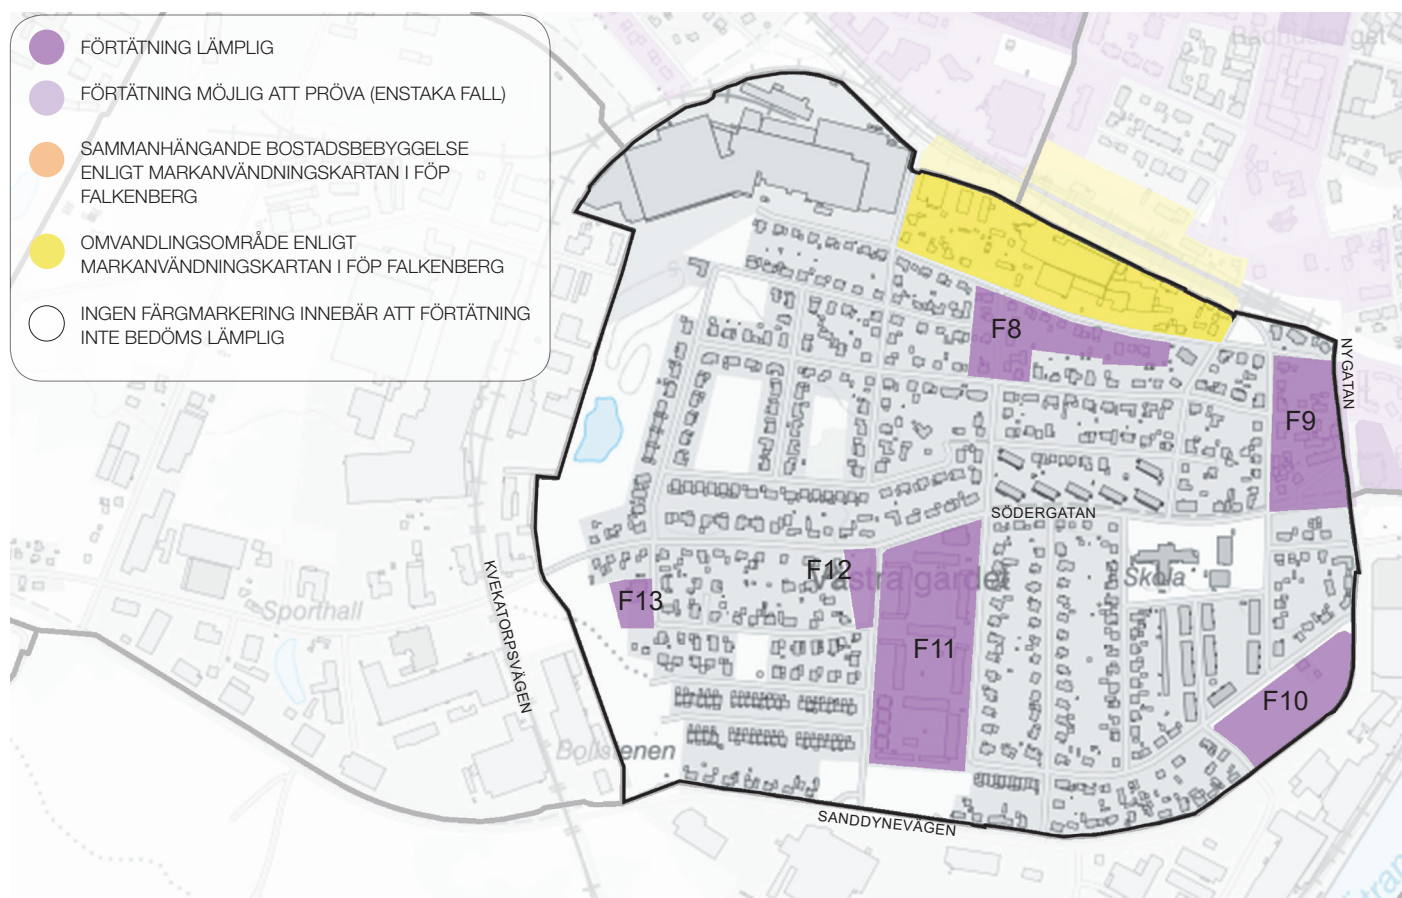 FÖRTÄTNING LÄMPLIG
FÖRTÄTNING MÖJLIG ATT PRÖVA (ENSTAKA FALL)
SAMMANHÄNGANDE BOSTADSBEBYGGELSE
ENLIGT MARKANVÄNDNINGSKARTAN I FÖP
FALKENBERG
OMVANDLINGSOMRÅDE ENLIGT
MARKANVÄNDNINGSKARTAN I FÖP FALKENBERG
INGEN FÄRGMARKERING INNEBÄR ATT FÖRTÄTNING
INTE BEDÖMS LÄMPLIG
Rådhustorget
F8
NYGATAN
F9
SÖDERGATAN
F12
Västra gärdet
Skola
F13
Sporthall
KVEKATORPSVÄGEN
F11
F10
Bollstenen
SANDDYNEVÄGEN